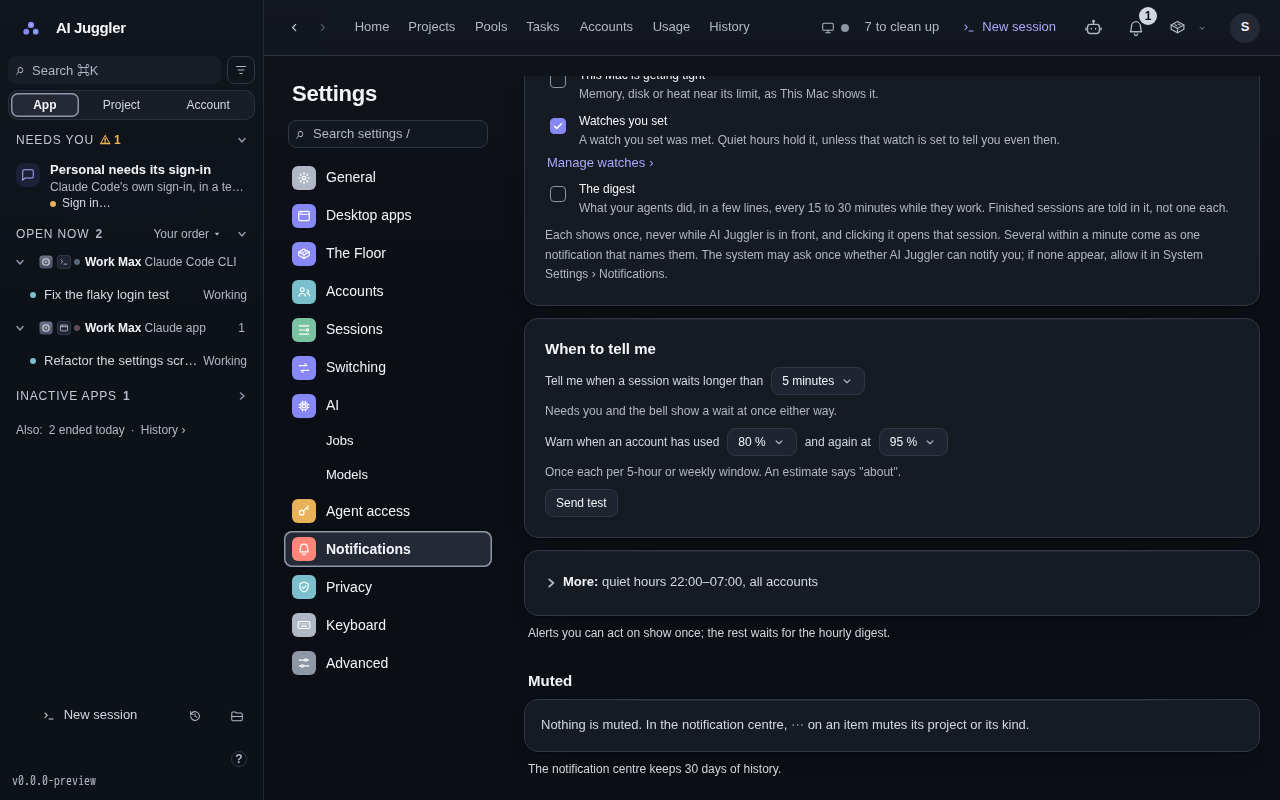 AI Juggler
Search ⌘K
App
Project
Account
NEEDS YOU 1
Personal needs its sign-in
Claude Code's own sign-in, in a te…
Sign in…
OPEN NOW 2
Your order
Work Max Claude Code CLI
Fix the flaky login test
Working
Work Max Claude app
1
Refactor the settings scr…
Working
INACTIVE APPS 1
Also: 2 ended today · History ›
New session
?
v0.0.0-preview
Home
Projects
Pools
Tasks
Accounts
Usage
History
7 to clean up
New session
1
S
Settings
Search settings /
General
Desktop apps
The Floor
Accounts
Sessions
Switching
AI
Jobs
Models
Agent access
Notifications
Privacy
Keyboard
Advanced
This Mac is getting tight
Memory, disk or heat near its limit, as This Mac shows it.
Watches you set
A watch you set was met. Quiet hours hold it, unless that watch is set to tell you even then.
Manage watches ›
The digest
What your agents did, in a few lines, every 15 to 30 minutes while they work. Finished sessions are told in it, not one each.
Each shows once, never while AI Juggler is in front, and clicking it opens that session. Several within a minute come as one
notification that names them. The system may ask once whether AI Juggler can notify you; if none appear, allow it in System
Settings › Notifications.
When to tell me
Tell me when a session waits longer than 5 minutes
Needs you and the bell show a wait at once either way.
Warn when an account has used 80 % and again at 95 %
Once each per 5-hour or weekly window. An estimate says "about".
Send test
More: quiet hours 22:00–07:00, all accounts
Alerts you can act on show once; the rest waits for the hourly digest.
Muted
Nothing is muted. In the notification centre, ··· on an item mutes its project or its kind.
The notification centre keeps 30 days of history.